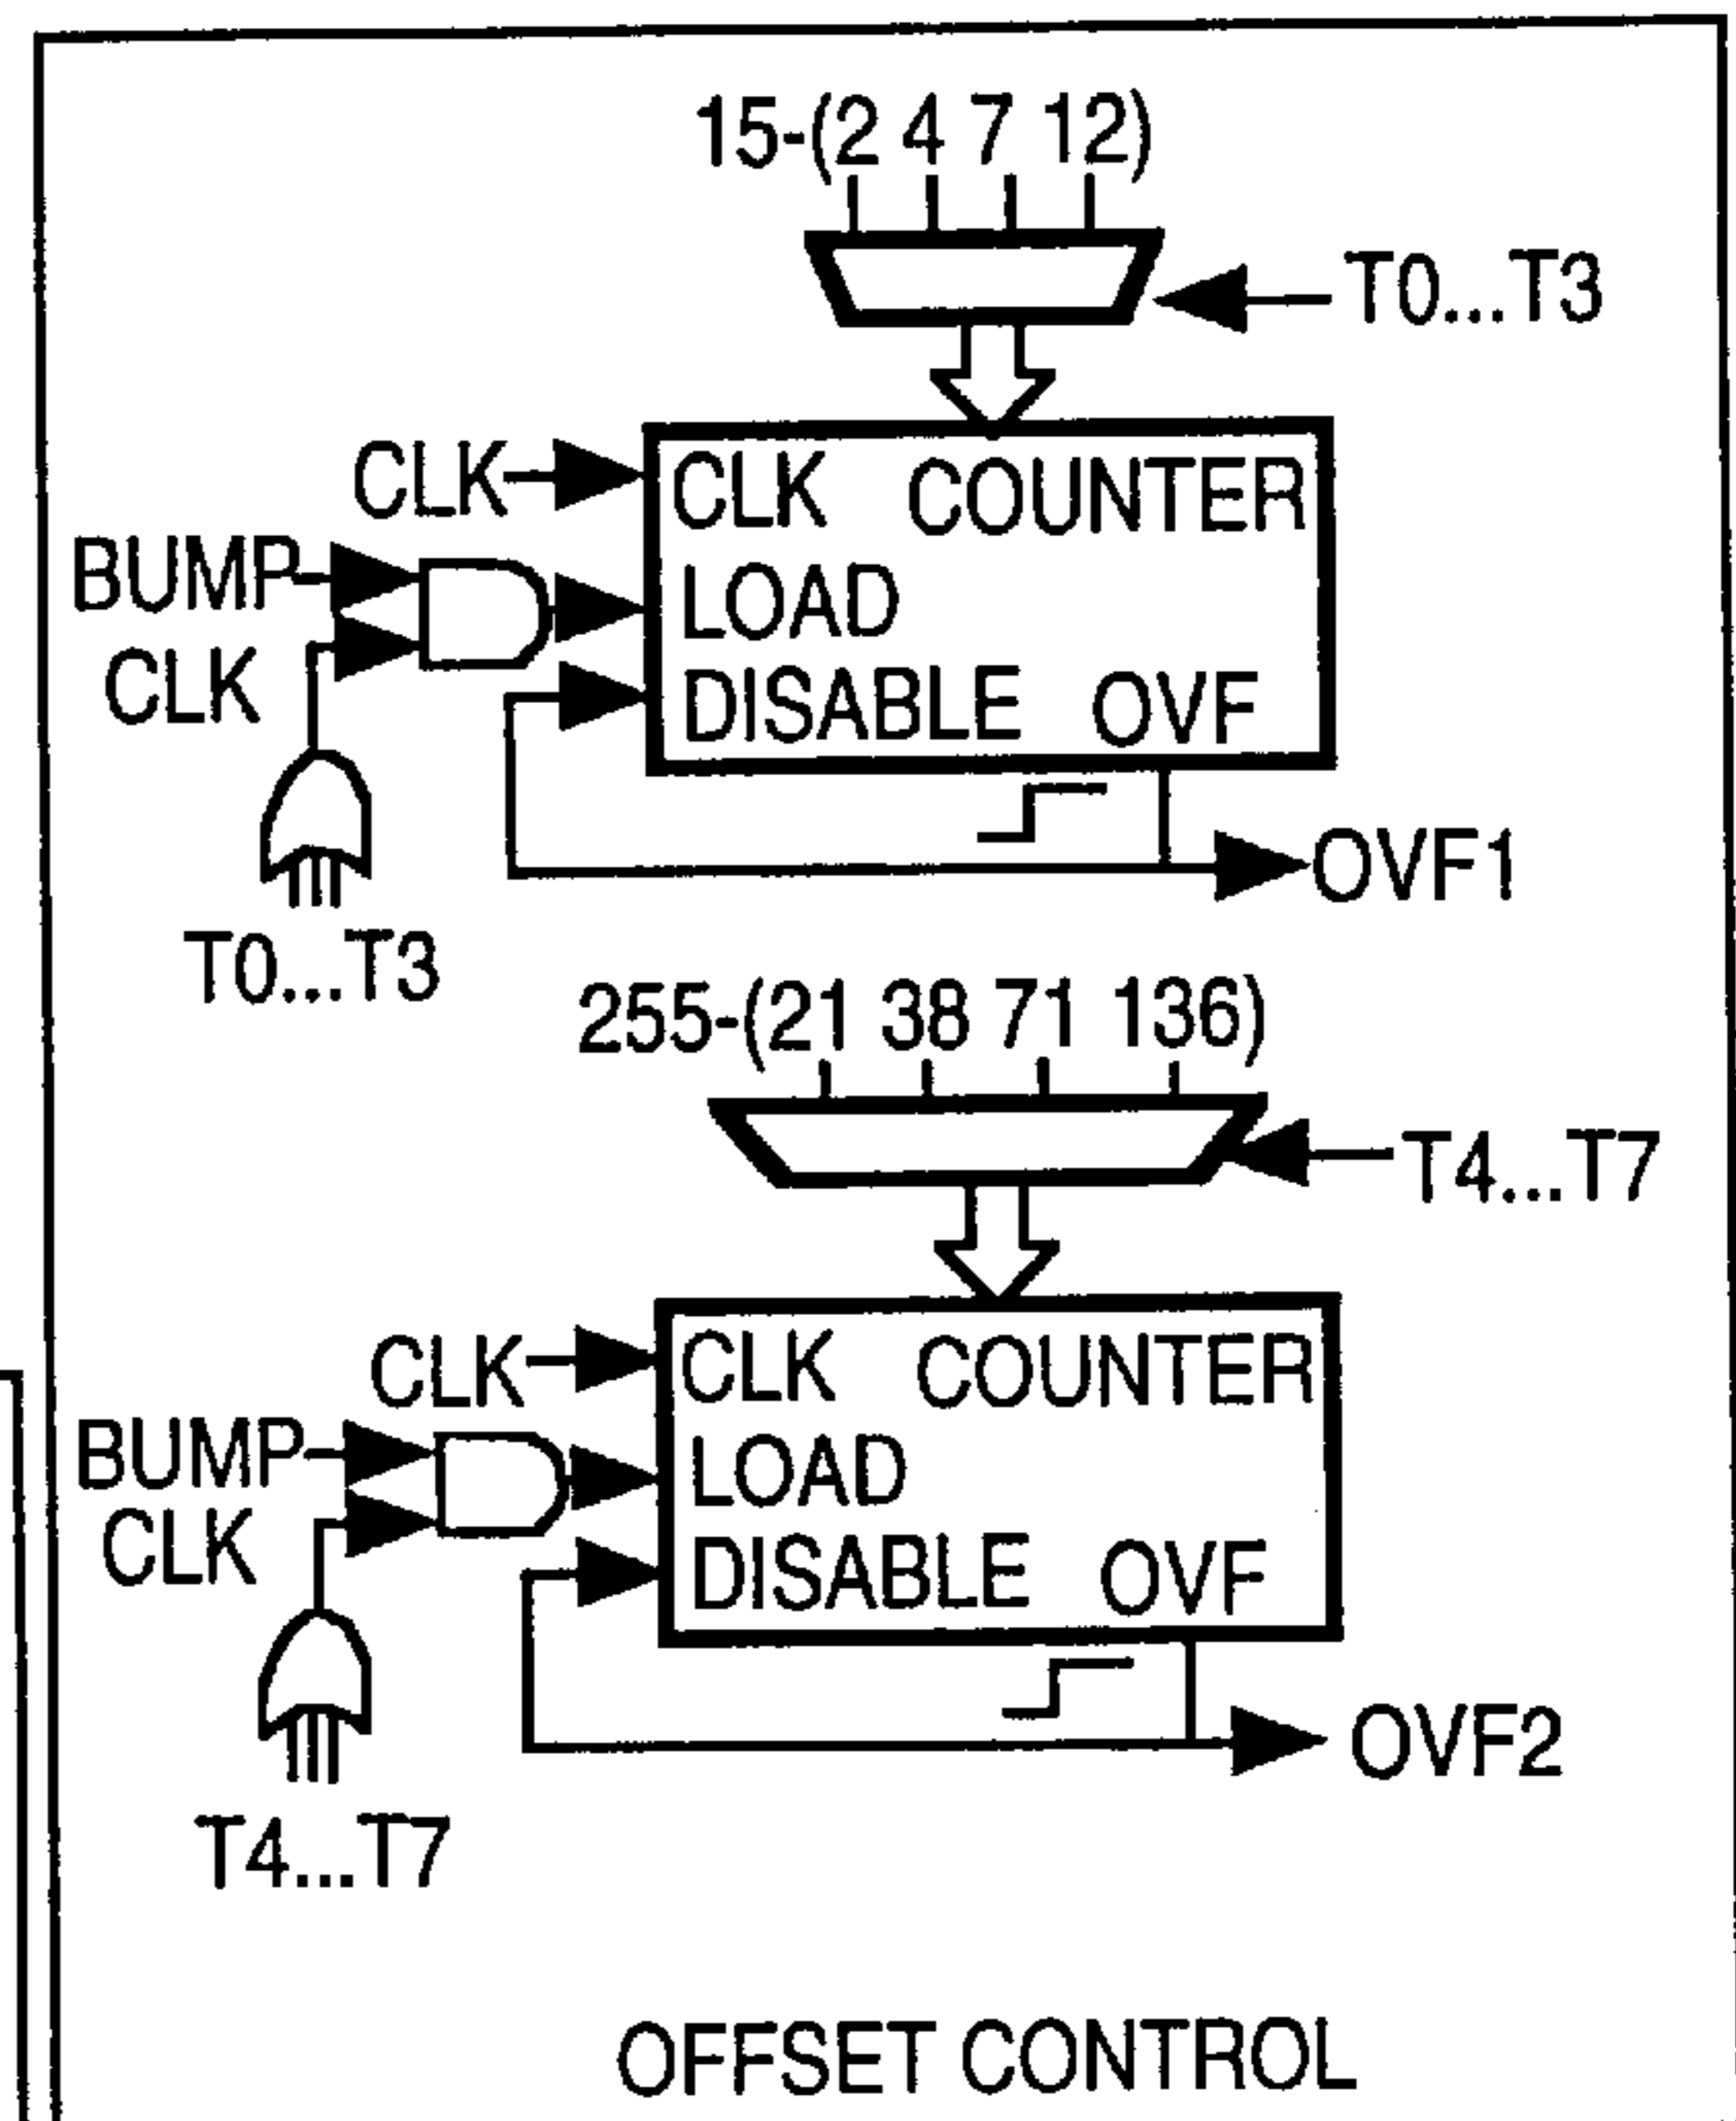 15-(2 4 7 12)
T0...T3
CLK
CLK COUNTER
BUMP
CLK
LOAD
DISABLE OVF
OVF1
T0...T3
255-(21 38 71 136)
T4...T7
CLK
CLK COUNTER
BUMP
CLK
LOAD
DISABLE OVF
OVF2
T4...T7
OFFSET CONTROL